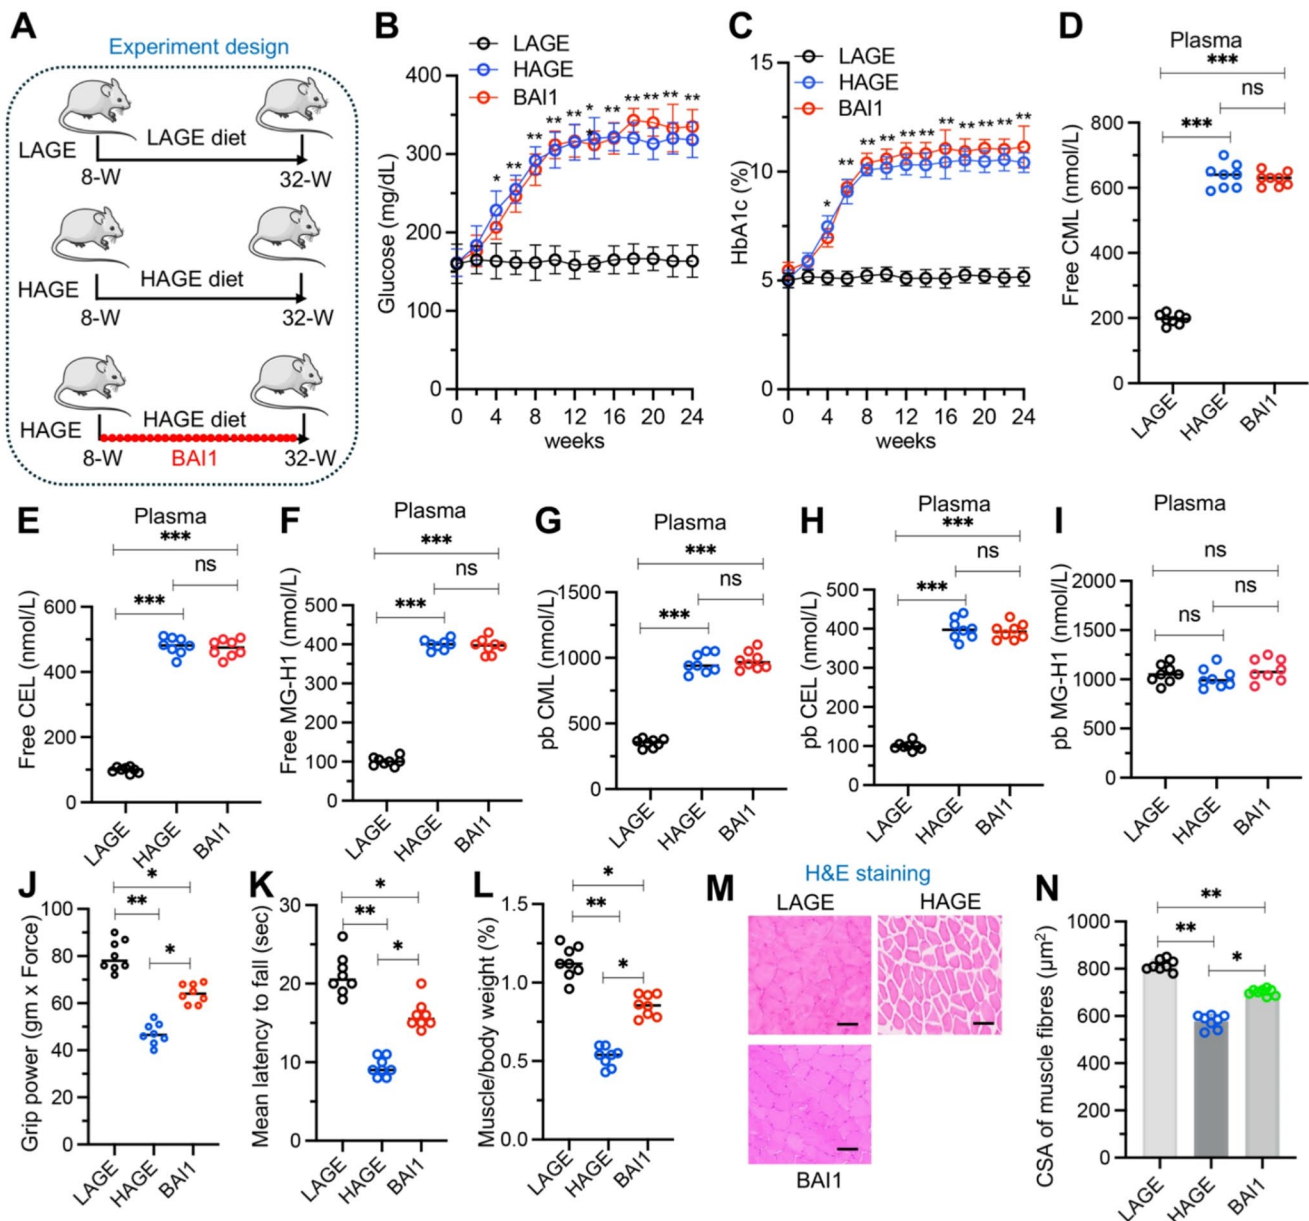 A
Experiment design
LAGE
LAGE diet
8-W
32-W
HAGE
HAGE diet
8-W
32-W
HAGE
HAGE diet
8-W
BAI1
32-W
B
LAGE
HAGE
BAI1
Glucose (mg/dL)
400
300
200
100
0
* ** ** ** ** * * ** ** ** ** **
0 4 8 12 16 20 24
weeks
C
LAGE
HAGE
BAI1
HbA1c (%)
15
10
5
0
* ** ** ** ** ** ** ** ** ** **
0 4 8 12 16 20 24
weeks
D
Plasma
***
ns
***
Free CML (nmol/L)
800
600
400
200
0
LAGE
HAGE
BAI1
E
Plasma
***
ns
***
Free CEL (nmol/L)
600
400
200
0
LAGE
HAGE
BAI1
F
Plasma
***
ns
***
Free MG-H1 (nmol/L)
500
400
300
200
100
0
LAGE
HAGE
BAI1
G
Plasma
***
ns
***
pb CML (nmol/L)
1500
1000
500
0
LAGE
HAGE
BAI1
H
Plasma
***
ns
***
pb CEL (nmol/L)
500
400
300
200
100
0
LAGE
HAGE
BAI1
I
Plasma
ns
ns
ns
pb MG-H1 (nmol/L)
2000
1500
1000
500
0
LAGE
HAGE
BAI1
J
*
**
*
Grip power (gm x Force)
100
80
60
40
20
0
LAGE
HAGE
BAI1
K
*
**
*
Mean latency to fall (sec)
30
20
10
0
LAGE
HAGE
BAI1
L
*
**
*
Muscle/body weight (%)
1.5
1.0
0.5
0.0
LAGE
HAGE
BAI1
M
H&E staining
LAGE
HAGE
BAI1
N
**
**
*
CSA of muscle fibres (µm²)
1000
800
600
400
200
0
LAGE
HAGE
BAI1